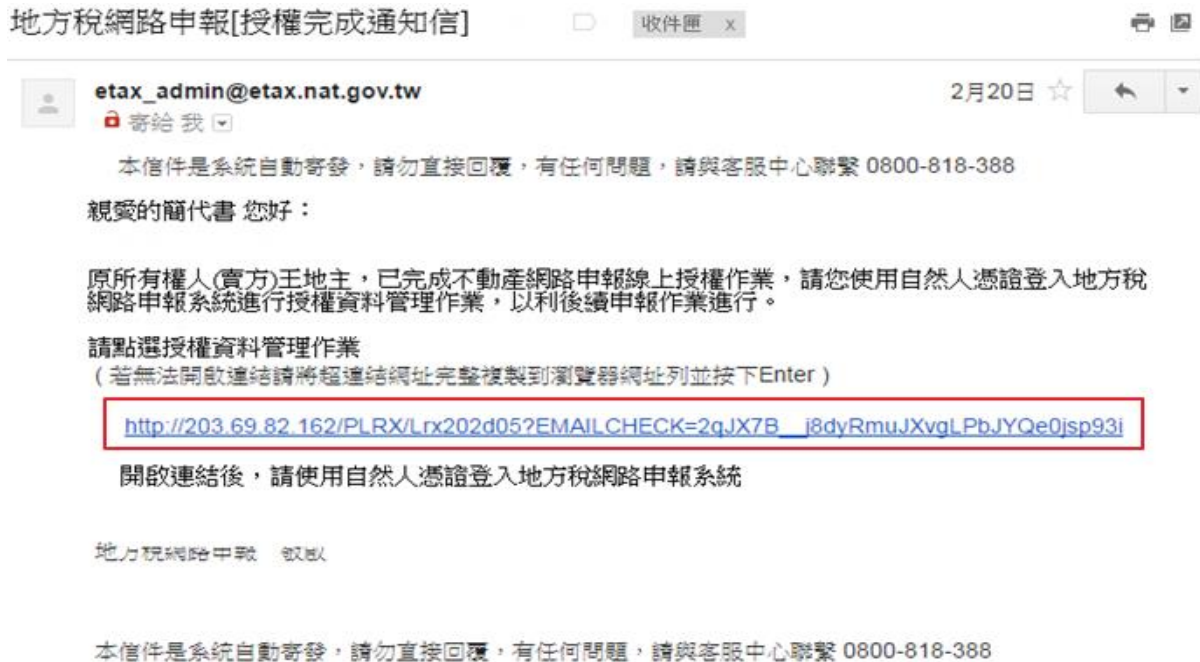 地方稅網路申報[授權完成通知信]
收件匣 x
etax_admin@etax.nat.gov.tw
2月20日
寄給 我
本信件是系統自動寄發，請勿直接回覆，有任何問題，請與客服中心聯繫 0800-818-388
親愛的簡代書 您好：
原所有權人(賣方)王地主，已完成不動產網路申報線上授權作業，請您使用自然人憑證登入地方稅
網路申報系統進行授權資料管理作業，以利後續申報作業進行。
請點選授權資料管理作業
(若無法開啟連結請將超連結網址完整複製到瀏覽器網址列並按下Enter)
http://203.69.82.162/PLRX/Lrx202d05?EMAILCHECK=2qJX7B__j8dyRmuJXvgLPbJYQe0jsp93i
開啟連結後，請使用自然人憑證登入地方稅網路申報系統
地方稅網路申報 敬啟
本信件是系統自動寄發，請勿直接回覆，有任何問題，請與客服中心聯繫 0800-818-388